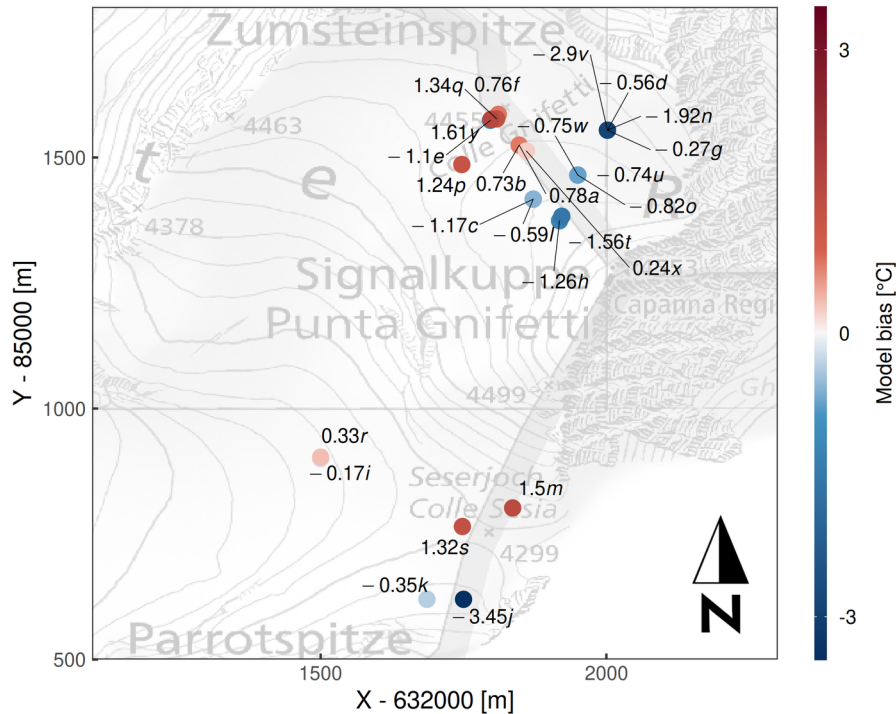 Zumsteinspitze
− 2.9v
1.34q
0.76f
− 0.56d
4455
− 1.92n
4463
1.61y
Colle Gnifetti
− 0.75w
− 1.1e
− 0.27g
1500
t
e
R
1.24p
0.73b
0.78a
− 0.74u
− 0.82o
4378
− 1.17c
− 0.59l
− 1.56t
Signalkuppe
0.24x
− 1.26h
Capanna Regi
Punta Gnifetti
4499
Gh
1000
0.33r
− 0.17i
Seserjoch
1.5m
Colle Sesia
1.32s
4299
− 0.35k
− 3.45j
N
Parrotspitze
500
1500
2000
X - 632000 [m]
Y - 85000 [m]
3
0
-3
Model bias [°C]